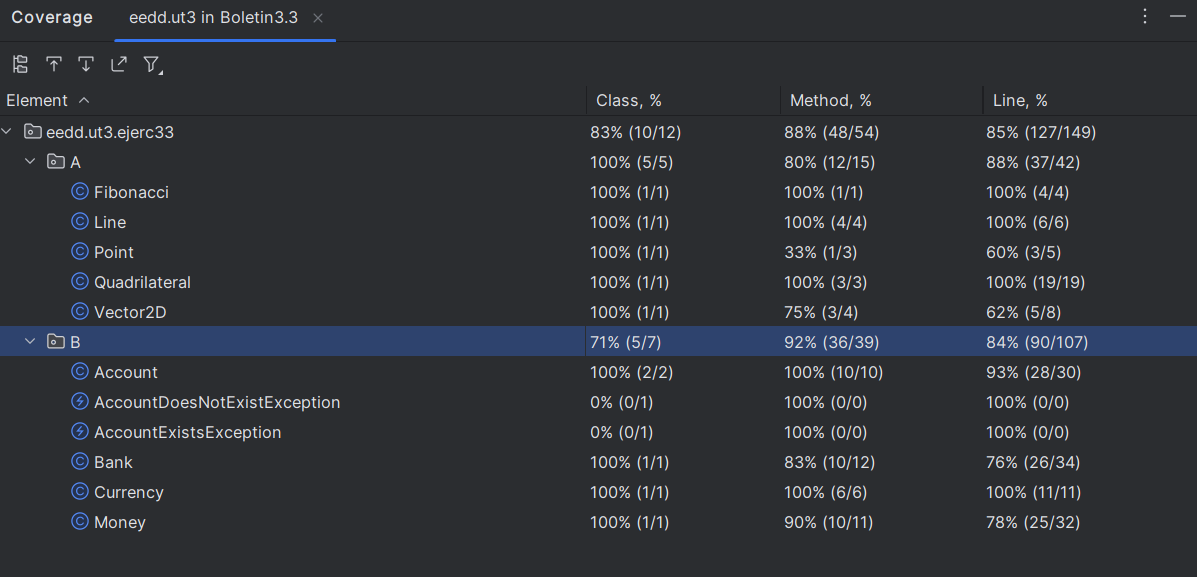 Coverage eedd.ut3 in Boletin3.3
Element Class, % Method, % Line, %
eedd.ut3.ejerc33 83% (10/12) 88% (48/54) 85% (127/149)
A 100% (5/5) 80% (12/15) 88% (37/42)
Fibonacci 100% (1/1) 100% (1/1) 100% (4/4)
Line 100% (1/1) 100% (4/4) 100% (6/6)
Point 100% (1/1) 33% (1/3) 60% (3/5)
Quadrilateral 100% (1/1) 100% (3/3) 100% (19/19)
Vector2D 100% (1/1) 75% (3/4) 62% (5/8)
B 71% (5/7) 92% (36/39) 84% (90/107)
Account 100% (2/2) 100% (10/10) 93% (28/30)
AccountDoesNotExistException 0% (0/1) 100% (0/0) 100% (0/0)
AccountExistsException 0% (0/1) 100% (0/0) 100% (0/0)
Bank 100% (1/1) 83% (10/12) 76% (26/34)
Currency 100% (1/1) 100% (6/6) 100% (11/11)
Money 100% (1/1) 90% (10/11) 78% (25/32)